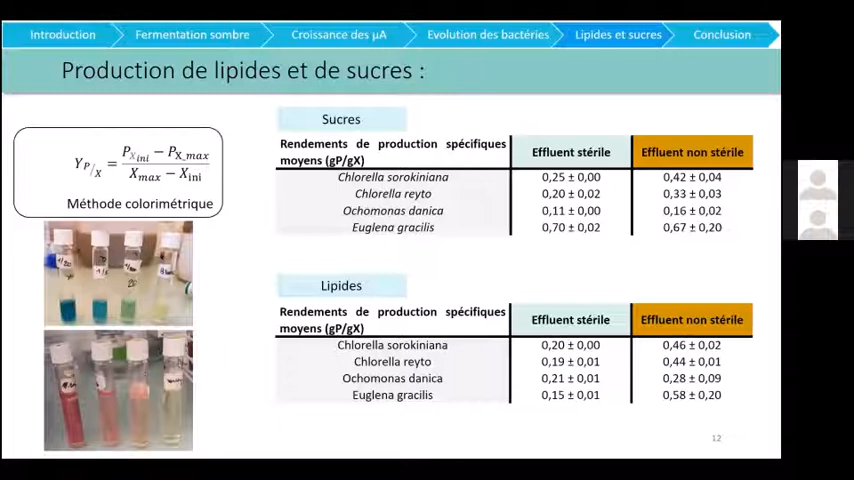 Introduction Fermentation sombre Croissance des µA Evolution des bactéries Lipides et sucres Conclusion
Production de lipides et de sucres :
Y_P/X = (P_Xini − P_X_max) / (X_max − X_ini)
Méthode colorimétrique
Sucres
Rendements de production spécifiques moyens (gP/gX) Effluent stérile Effluent non stérile
Chlorella sorokiniana 0,25 ± 0,00 0,42 ± 0,04
Chlorella reyto 0,20 ± 0,02 0,33 ± 0,03
Ochomonas danica 0,11 ± 0,00 0,16 ± 0,02
Euglena gracilis 0,70 ± 0,02 0,67 ± 0,20
Lipides
Rendements de production spécifiques moyens (gP/gX) Effluent stérile Effluent non stérile
Chlorella sorokiniana 0,20 ± 0,00 0,46 ± 0,02
Chlorella reyto 0,19 ± 0,01 0,44 ± 0,01
Ochomonas danica 0,21 ± 0,01 0,28 ± 0,09
Euglena gracilis 0,15 ± 0,01 0,58 ± 0,20
12